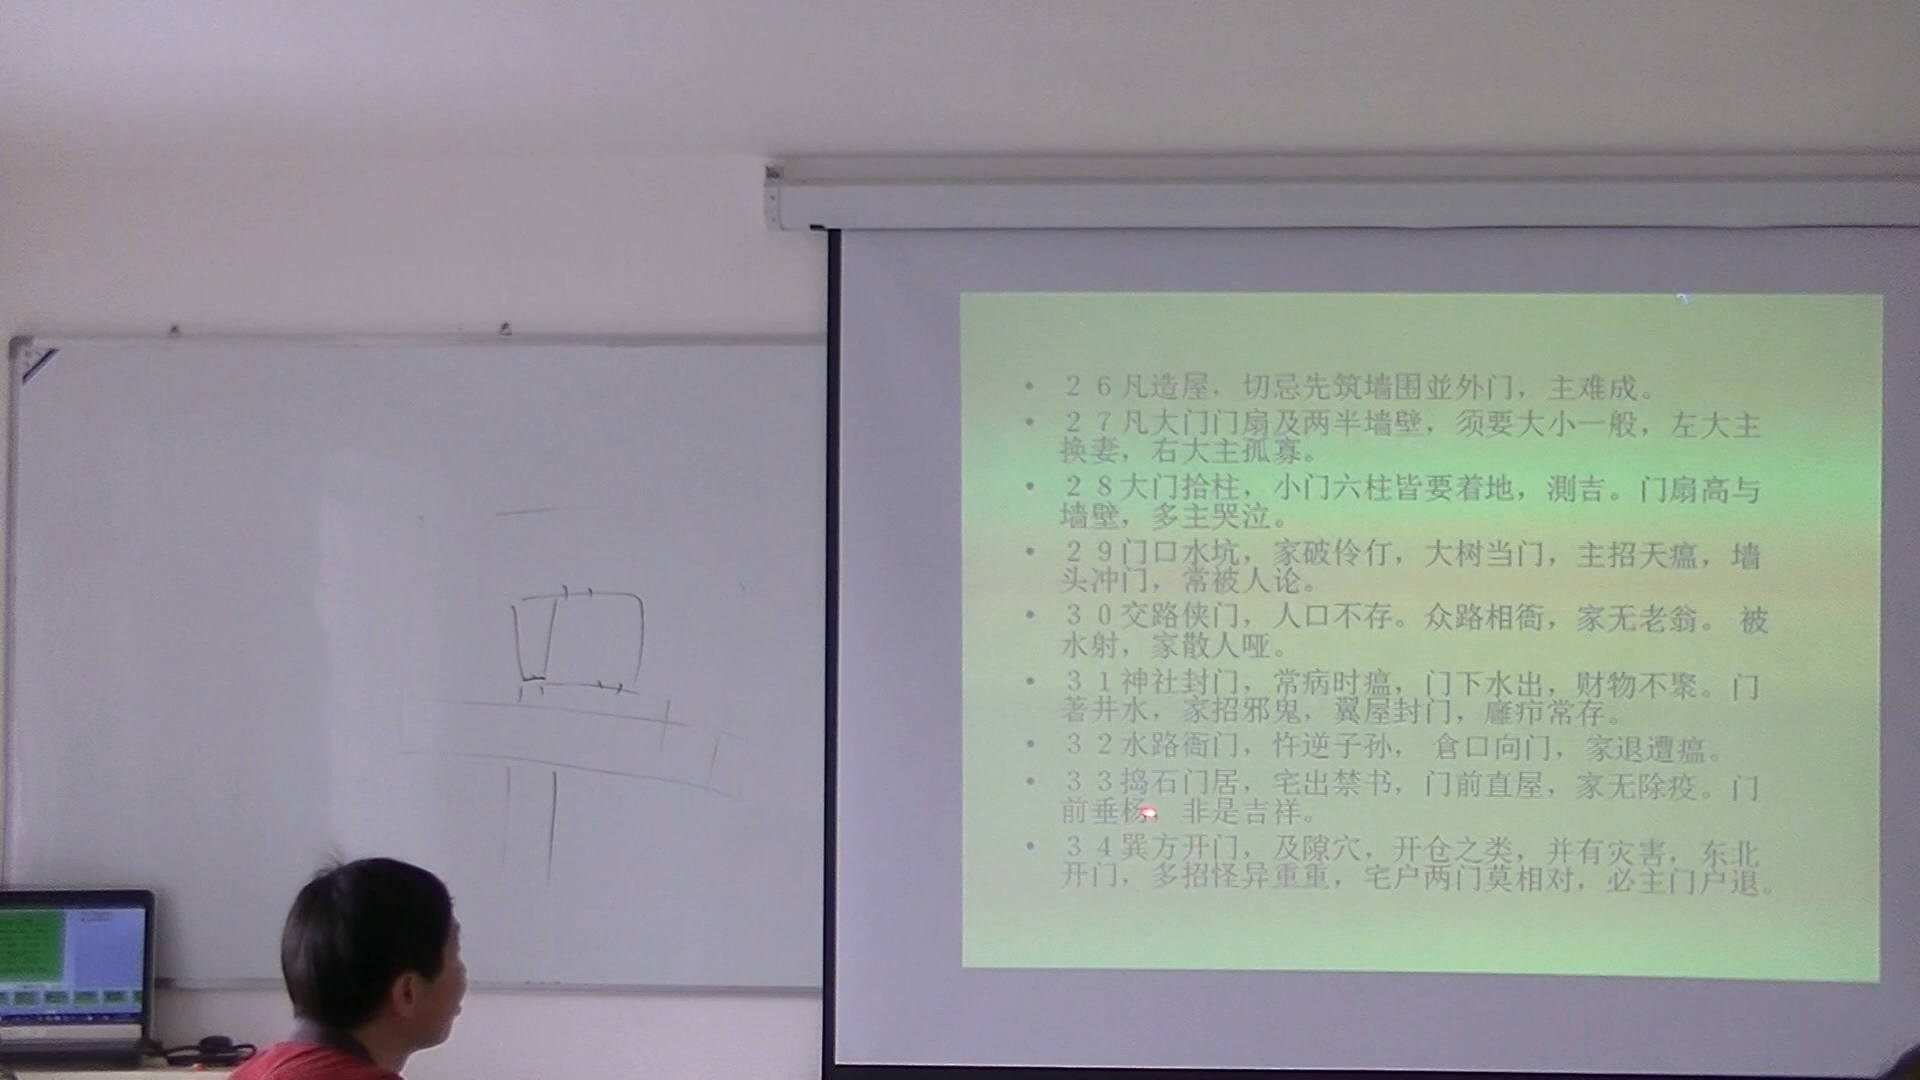 • 26凡造屋，切忌先筑墙围並外门，主难成。
• 27凡大门门扇及两半墙壁，须要大小一般，左大主
换妻，右大主孤寡。
• 28大门拾柱，小门六柱皆要着地，測吉。门扇高与
墙壁，多主哭泣。
• 29门口水坑，家破伶仃，大树当门，主招天瘟，墙
头冲门，常被人论。
• 30交路侠门，人口不存。众路相衙，家无老翁。 被
水射，家散人哑。
• 31神社封门，常病时瘟，门下水出，财物不聚。门
著井水，家招邪鬼，翼屋封门，廱疖常存。
• 32水路衙门，忤逆子孙， 倉口向门，家退遭瘟。
• 33捣石门居，宅出禁书，门前直屋，家无除疫。门
前垂杨，非是吉祥。
• 34巽方开门，及隙穴，开仓之类，并有灾害，东北
开门，多招怪异重重，宅户两门莫相对，必主门户退。